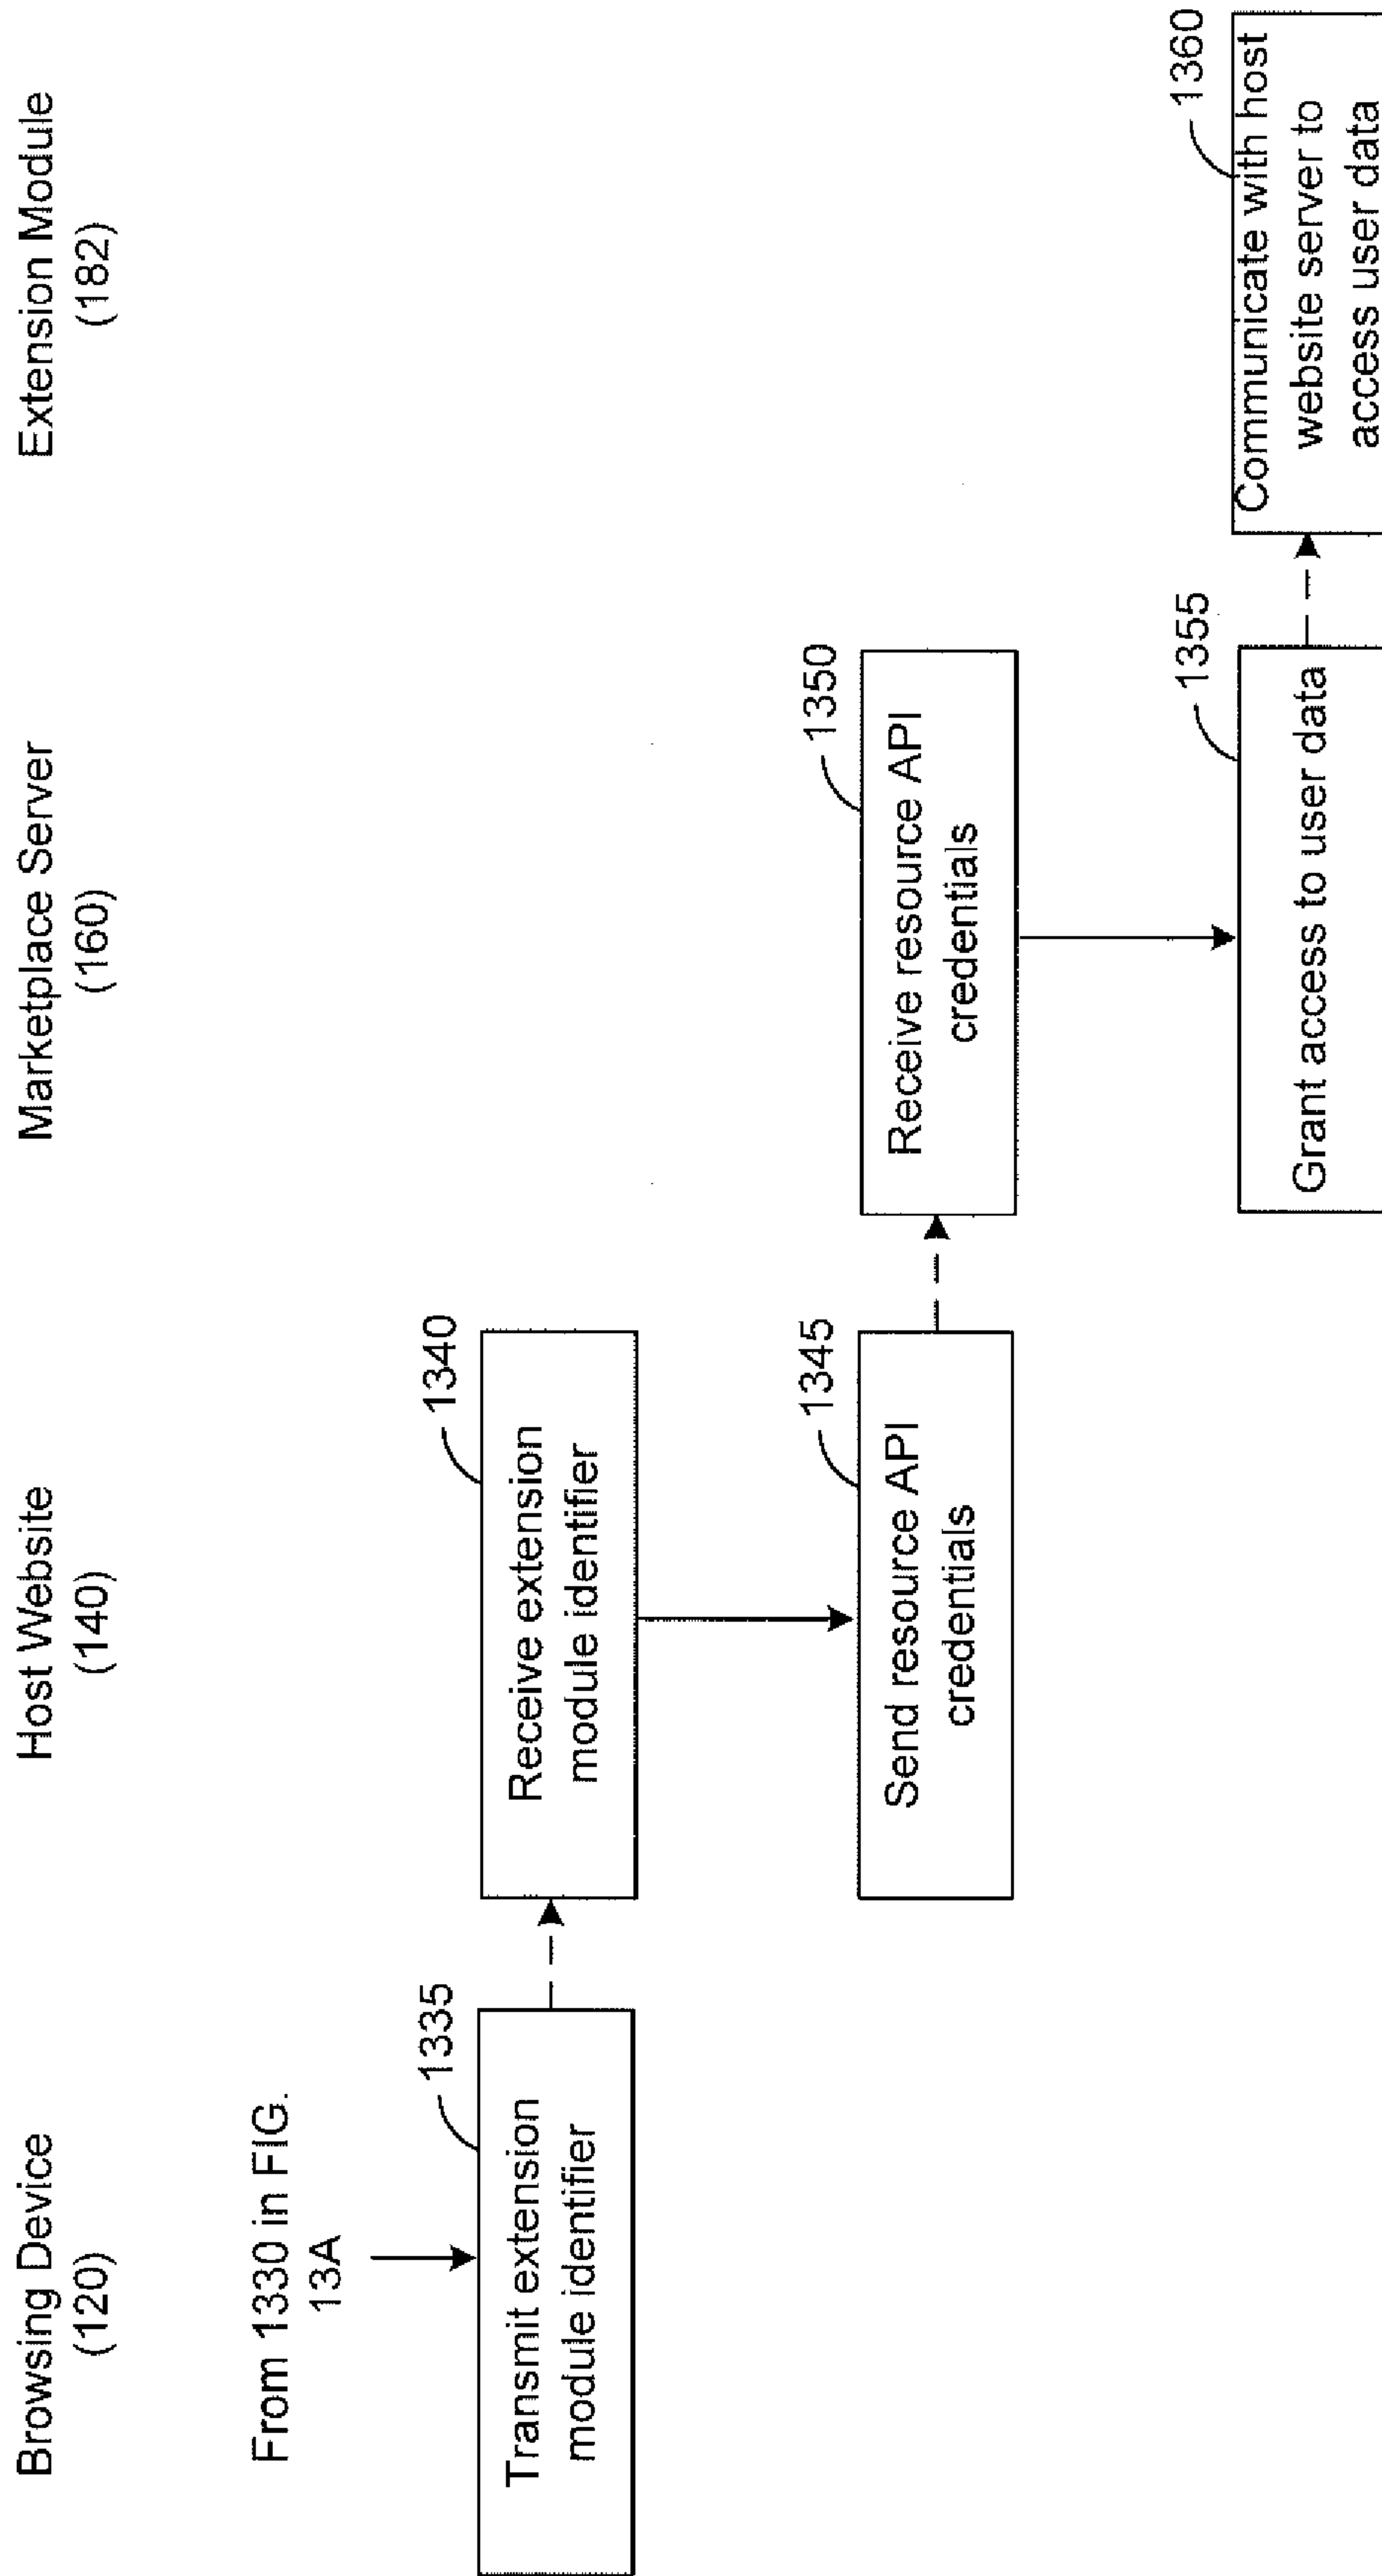 Browsing Device
(120)
Host Website
(140)
Marketplace Server
(160)
Extension Module
(182)
From 1330 in FIG.
13A
1335
Transmit extension
module identifier
1340
Receive extension
module identifier
1345
Send resource API
credentials
1350
Receive resource API
credentials
1355
Grant access to user data
1360
Communicate with host
website server to
access user data